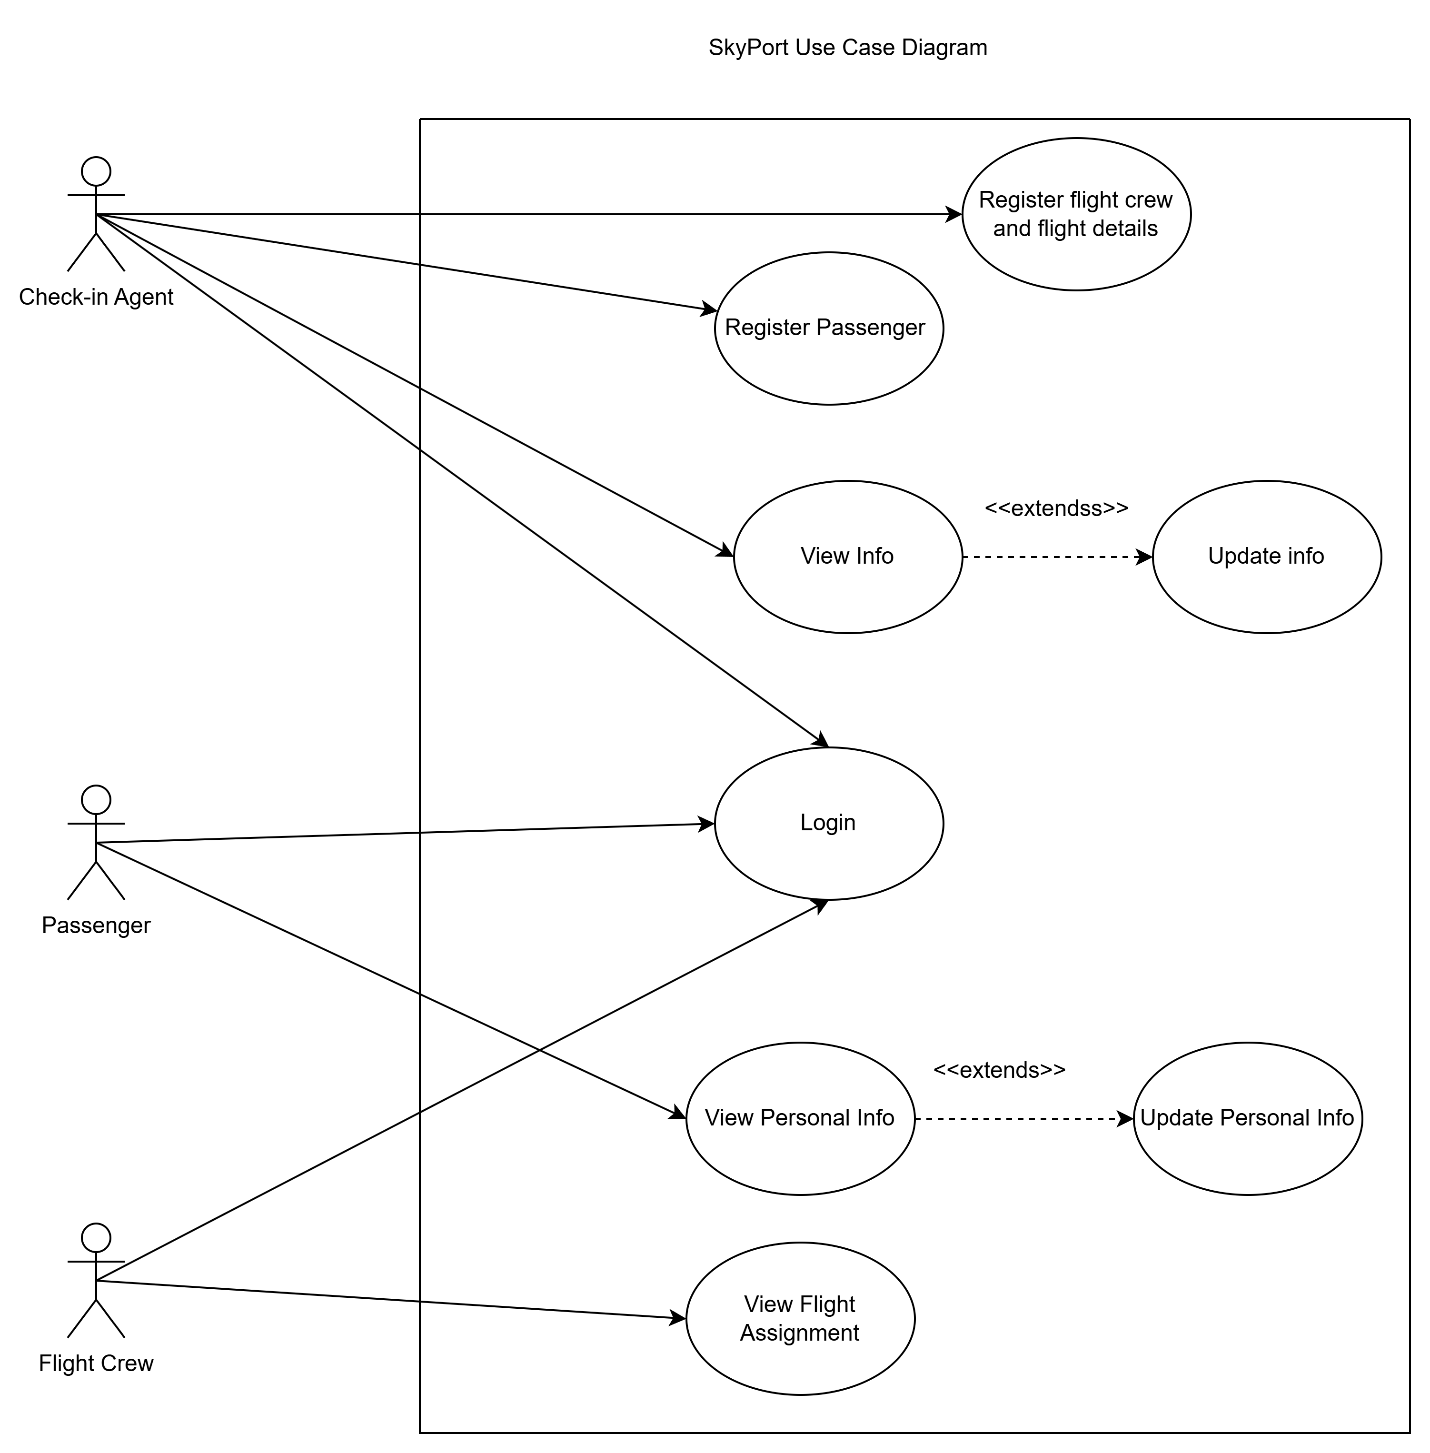 SkyPort Use Case Diagram
Register flight crew
and flight details
Check-in Agent
Register Passenger
<<extendss>>
View Info
Update info
Login
Passenger
<<extends>>
View Personal Info
Update Personal Info
View Flight
Assignment
Flight Crew